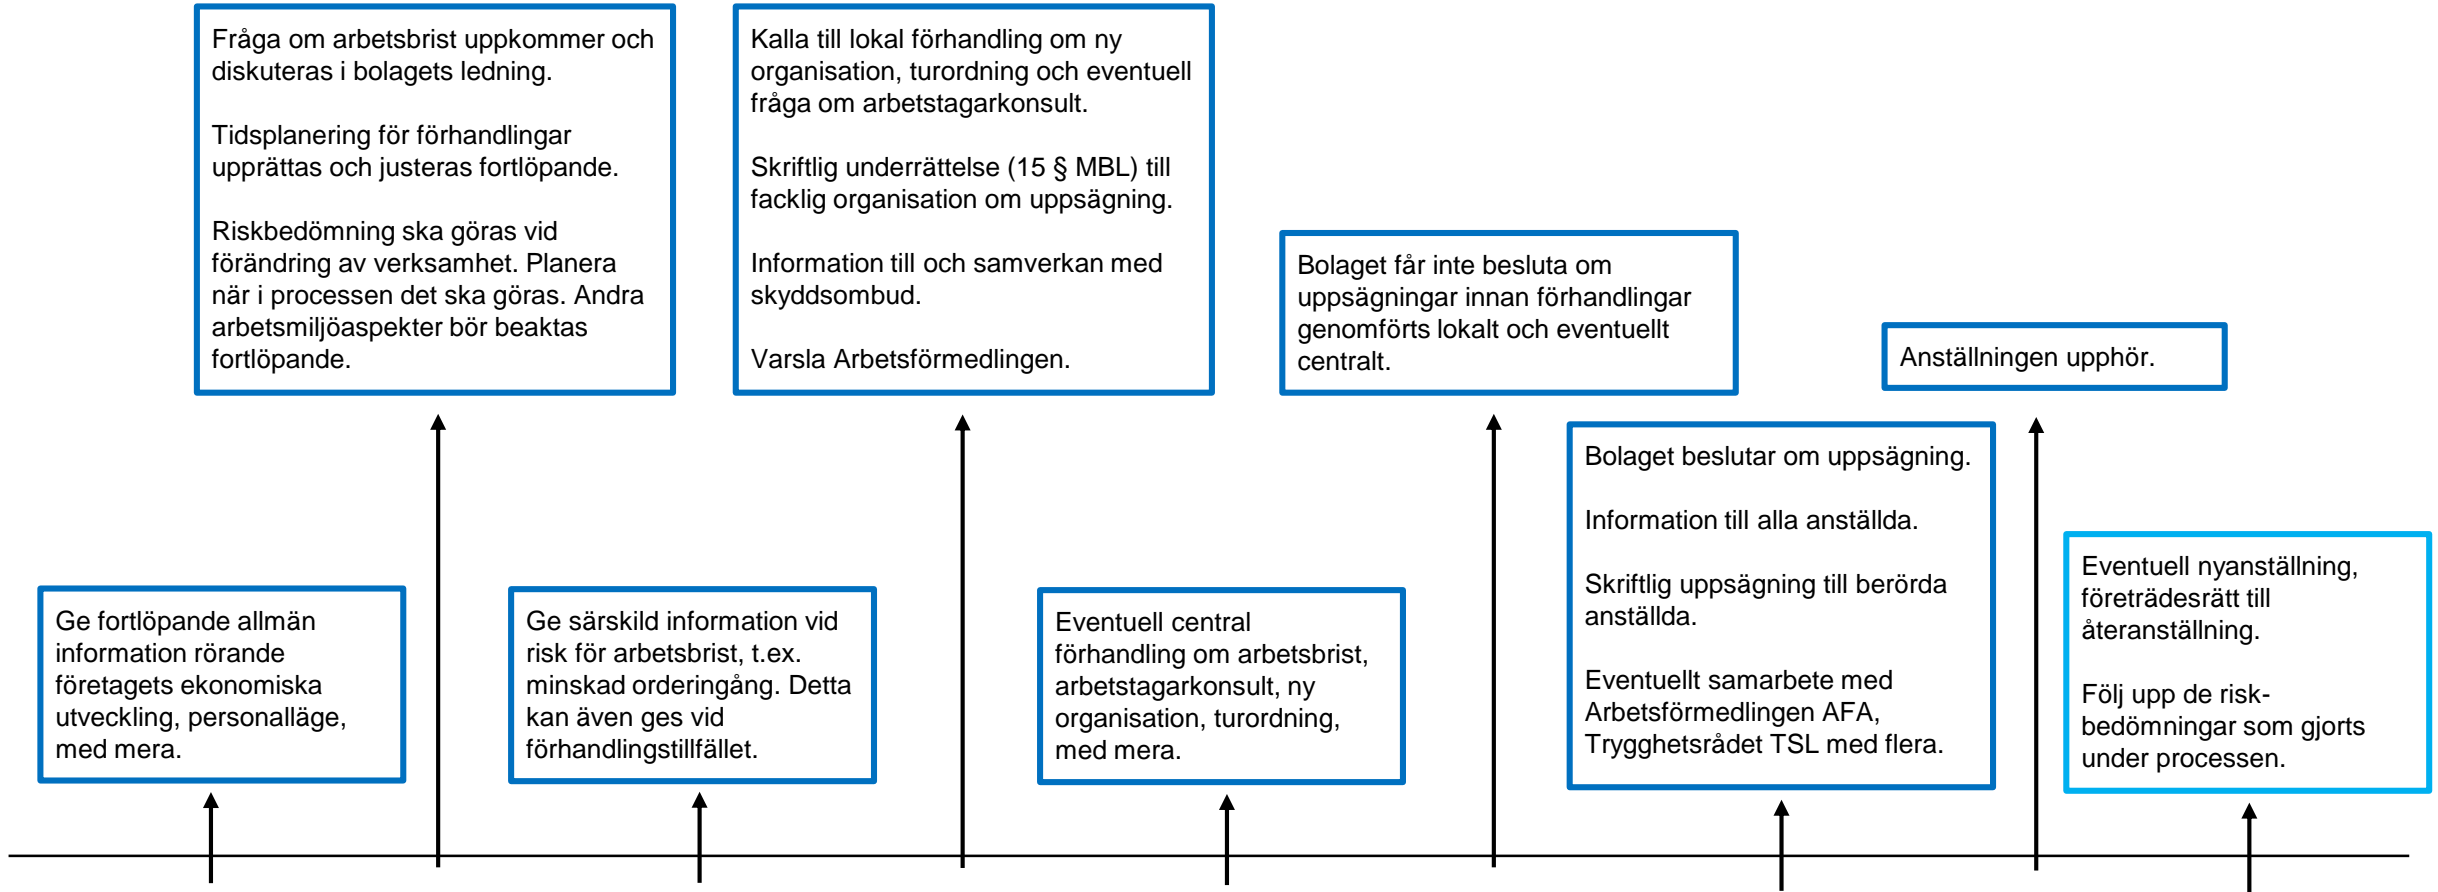 Fråga om arbetsbrist uppkommer och
diskuteras i bolagets ledning.
Tidsplanering för förhandlingar
upprättas och justeras fortlöpande.
Riskbedömning ska göras vid
förändring av verksamhet. Planera
när i processen det ska göras. Andra
arbetsmiljöaspekter bör beaktas
fortlöpande.
Kalla till lokal förhandling om ny
organisation, turordning och eventuell
fråga om arbetstagarkonsult.
Skriftlig underrättelse (15 § MBL) till
facklig organisation om uppsägning.
Information till och samverkan med
skyddsombud.
Varsla Arbetsförmedlingen.
Bolaget får inte besluta om
uppsägningar innan förhandlingar
genomförts lokalt och eventuellt
centralt.
Anställningen upphör.
Ge fortlöpande allmän
information rörande
företagets ekonomiska
utveckling, personalläge,
med mera.
Ge särskild information vid
risk för arbetsbrist, t.ex.
minskad orderingång. Detta
kan även ges vid
förhandlingstillfället.
Eventuell central
förhandling om arbetsbrist,
arbetstagarkonsult, ny
organisation, turordning,
med mera.
Bolaget beslutar om uppsägning.
Information till alla anställda.
Skriftlig uppsägning till berörda
anställda.
Eventuellt samarbete med
Arbetsförmedlingen AFA,
Trygghetsrådet TSL med flera.
Eventuell nyanställning,
företrädesrätt till
återanställning.
Följ upp de risk-
bedömningar som gjorts
under processen.